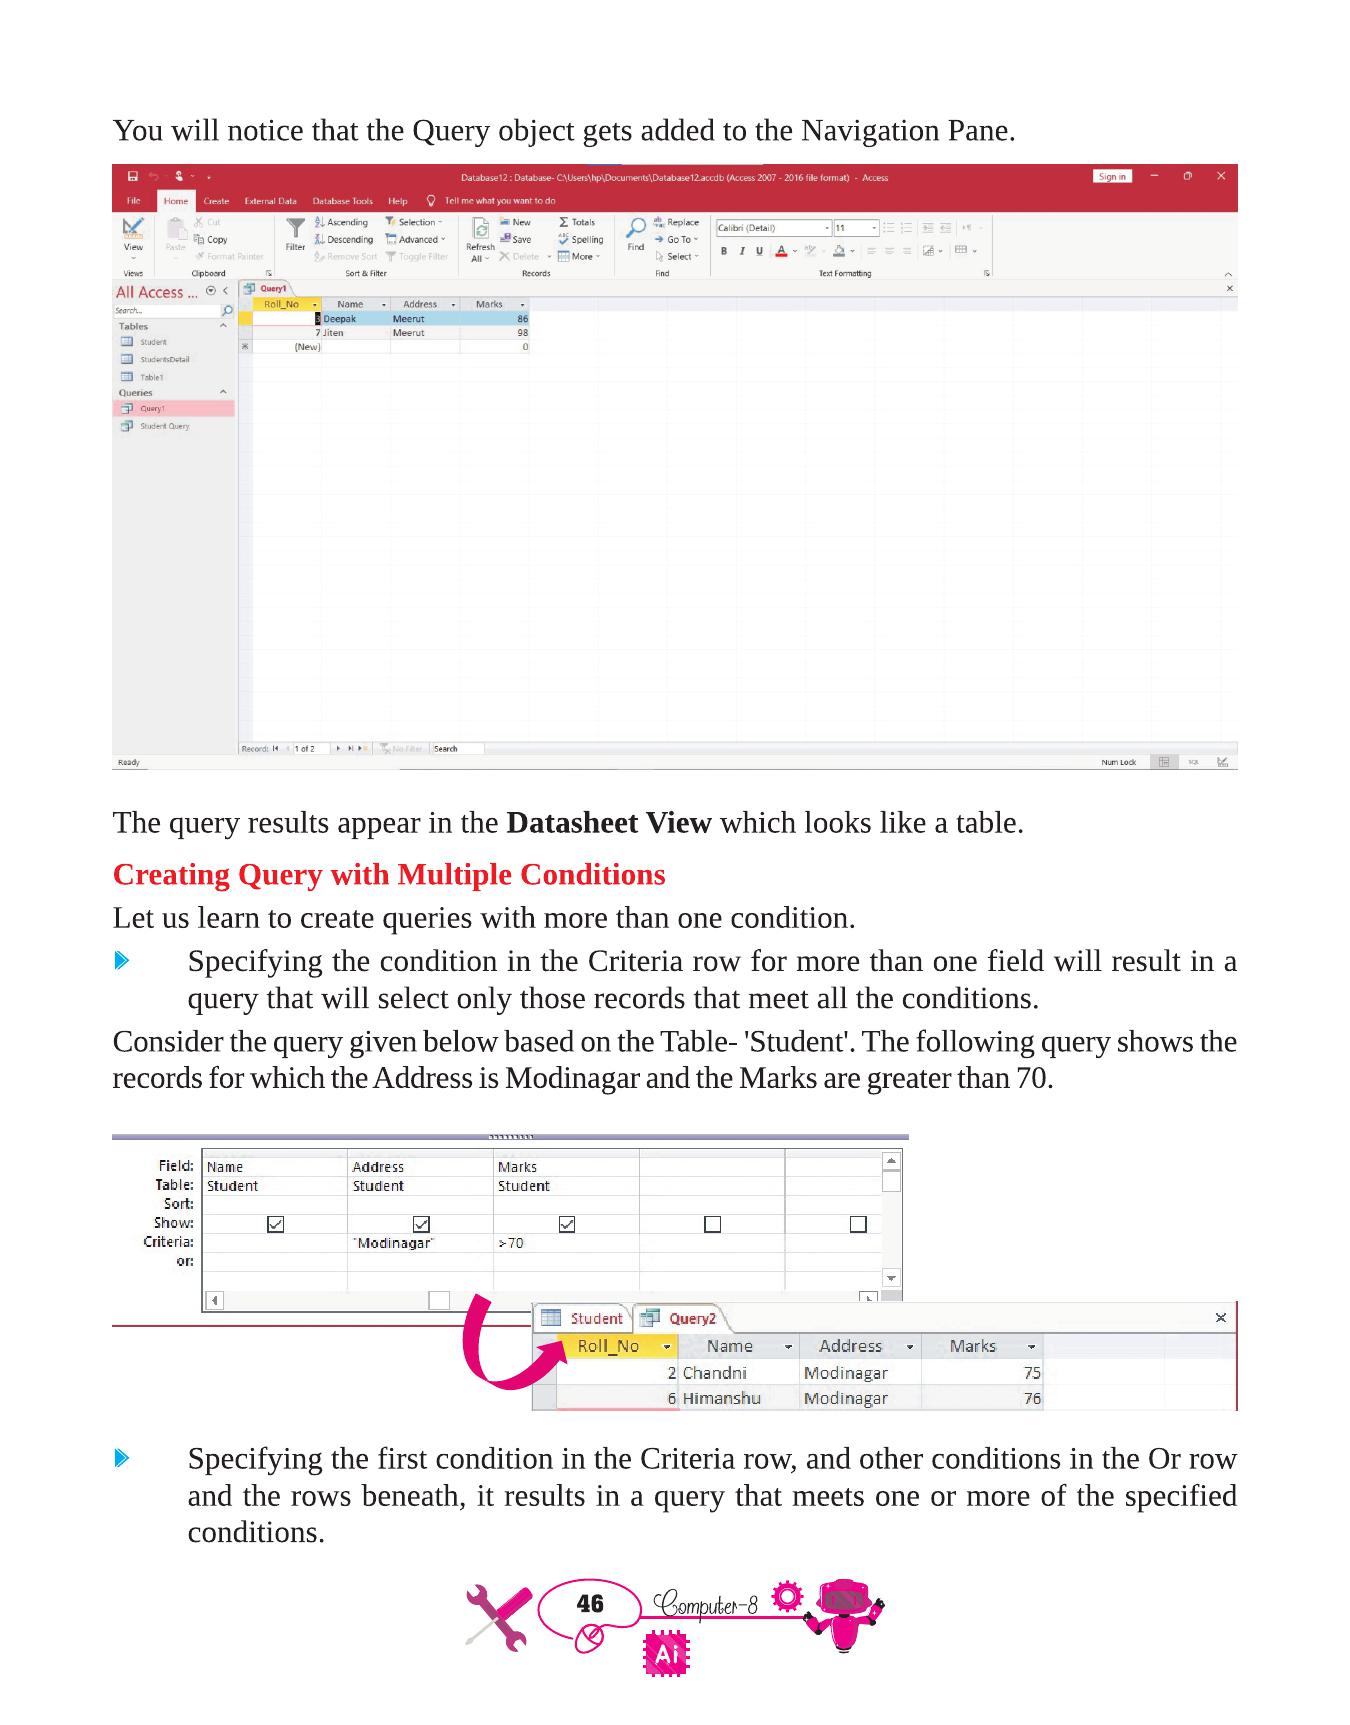 You will notice that the Query object gets added to the Navigation Pane.
Database12 : Database- C:\Users\hp\Documents\Database12.accdb (Access 2007 - 2016 file format) - Access
Sign in
File Home Create External Data Database Tools Help Tell me what you want to do
View
Views
Paste
Cut
Copy
Format Painter
Clipboard
Filter
Ascending
Descending
Remove Sort
Selection
Advanced
Toggle Filter
Sort & Filter
Refresh
All
New
Save
Delete
Totals
Spelling
More
Records
Find
Replace
Go To
Select
Find
Calibri (Detail) 11
B I U A
Text Formatting
All Access ...
Search...
Tables
Student
StudentsDetail
Table1
Queries
Query1
Student Query
Query1
Roll_No Name Address Marks
3 Deepak Meerut 86
7 Jiten Meerut 98
(New) 0
Record: 1 of 2 No Filter Search
Ready Num Lock SQL
The query results appear in the Datasheet View which looks like a table.
Creating Query with Multiple Conditions
Let us learn to create queries with more than one condition.
Specifying the condition in the Criteria row for more than one field will result in a
query that will select only those records that meet all the conditions.
Consider the query given below based on the Table- 'Student'. The following query shows the
records for which the Address is Modinagar and the Marks are greater than 70.
Field: Name Address Marks
Table: Student Student Student
Sort:
Show:
Criteria: "Modinagar" >70
or:
Student Query2
Roll_No Name Address Marks
2 Chandni Modinagar 75
6 Himanshu Modinagar 76
Specifying the first condition in the Criteria row, and other conditions in the Or row
and the rows beneath, it results in a query that meets one or more of the specified
conditions.
46 Computer-8
Ai